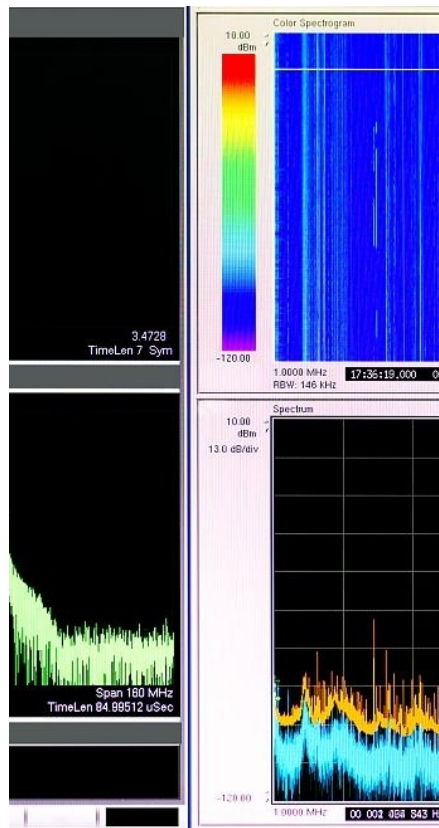 3.4728
TimeLen 7 Sym
Span 160 MHz
TimeLen 84.99512 uSec
Color Spectrogram
10.00
dBm
-120.00
1.0000 MHz
17:36:19.000
RBW: 146 kHz
Spectrum
10.00
dBm
13.0 dB/div
-120.00
1.0000 MHz